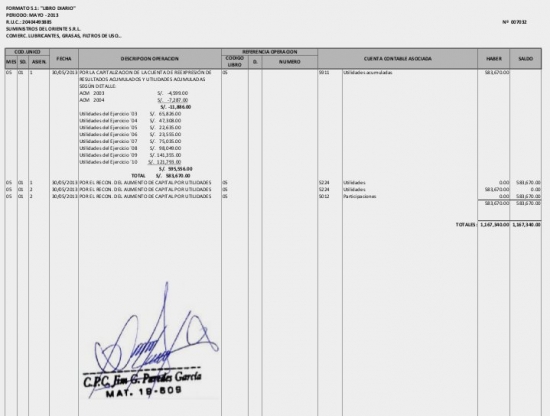 FORMATO 5.1: "LIBRO DIARIO"
PERIODO: MAYO - 2013
R.U.C.: 20404493885
SUMINISTROS DEL ORIENTE S.R.L. Nº 007032
COMERC. LUBRICANTES, GRASAS, FILTROS DE USO..
COD. UNICO REFERENCIA OPERACION
MES SD. ASIEN. FECHA DESCRIPCION OPERACION CODIGO LIBRO D. NUMERO CUENTA CONTABLE ASOCIADA HABER SALDO
05 01 1 30/05/2013 POR LA CAPITALIZACION DE LA CUENTA DE REEXPRESIÓN DE 05 5911 Utilidades acumuladas 583,670.00
RESULTADOS ACUMULADOS Y UTILIDADES ACUMULADAS
SEGÚN DETALLE:
ACM 2003 S/. -4,599.00
ACM 2004 S/. -7,287.00
S/. -11,886.00
Utilidades del Ejercicio '03 S/. 65,826.00
Utilidades del Ejercicio '04 S/. 47,308.00
Utilidades del Ejercicio '05 S/. 22,635.00
Utilidades del Ejercicio '06 S/. 23,555.00
Utilidades del Ejercicio '07 S/. 75,035.00
Utilidades del Ejercicio '08 S/. 98,049.00
Utilidades del Ejercicio '09 S/. 141,355.00
Utilidades del Ejercicio '10 S/. 121,793.00
S/. 595,556.00
TOTAL S/. 583,670.00
05 01 1 30/05/2013 POR EL RECON. DEL AUMENTO DE CAPITAL POR UTILIDADES 05 5224 Utilidades 0.00 583,670.00
05 01 2 30/05/2013 POR EL RECON. DEL AUMENTO DE CAPITAL POR UTILIDADES 05 5224 Utilidades 583,670.00 0.00
05 01 2 30/05/2013 POR EL RECON. DEL AUMENTO DE CAPITAL POR UTILIDADES 05 5012 Participaciones 0.00 583,670.00
583,670.00 583,670.00
TOTALES: 1,167,340.00 1,167,340.00
C.P.C. Jim G. Paredes García
MAT. 19-609